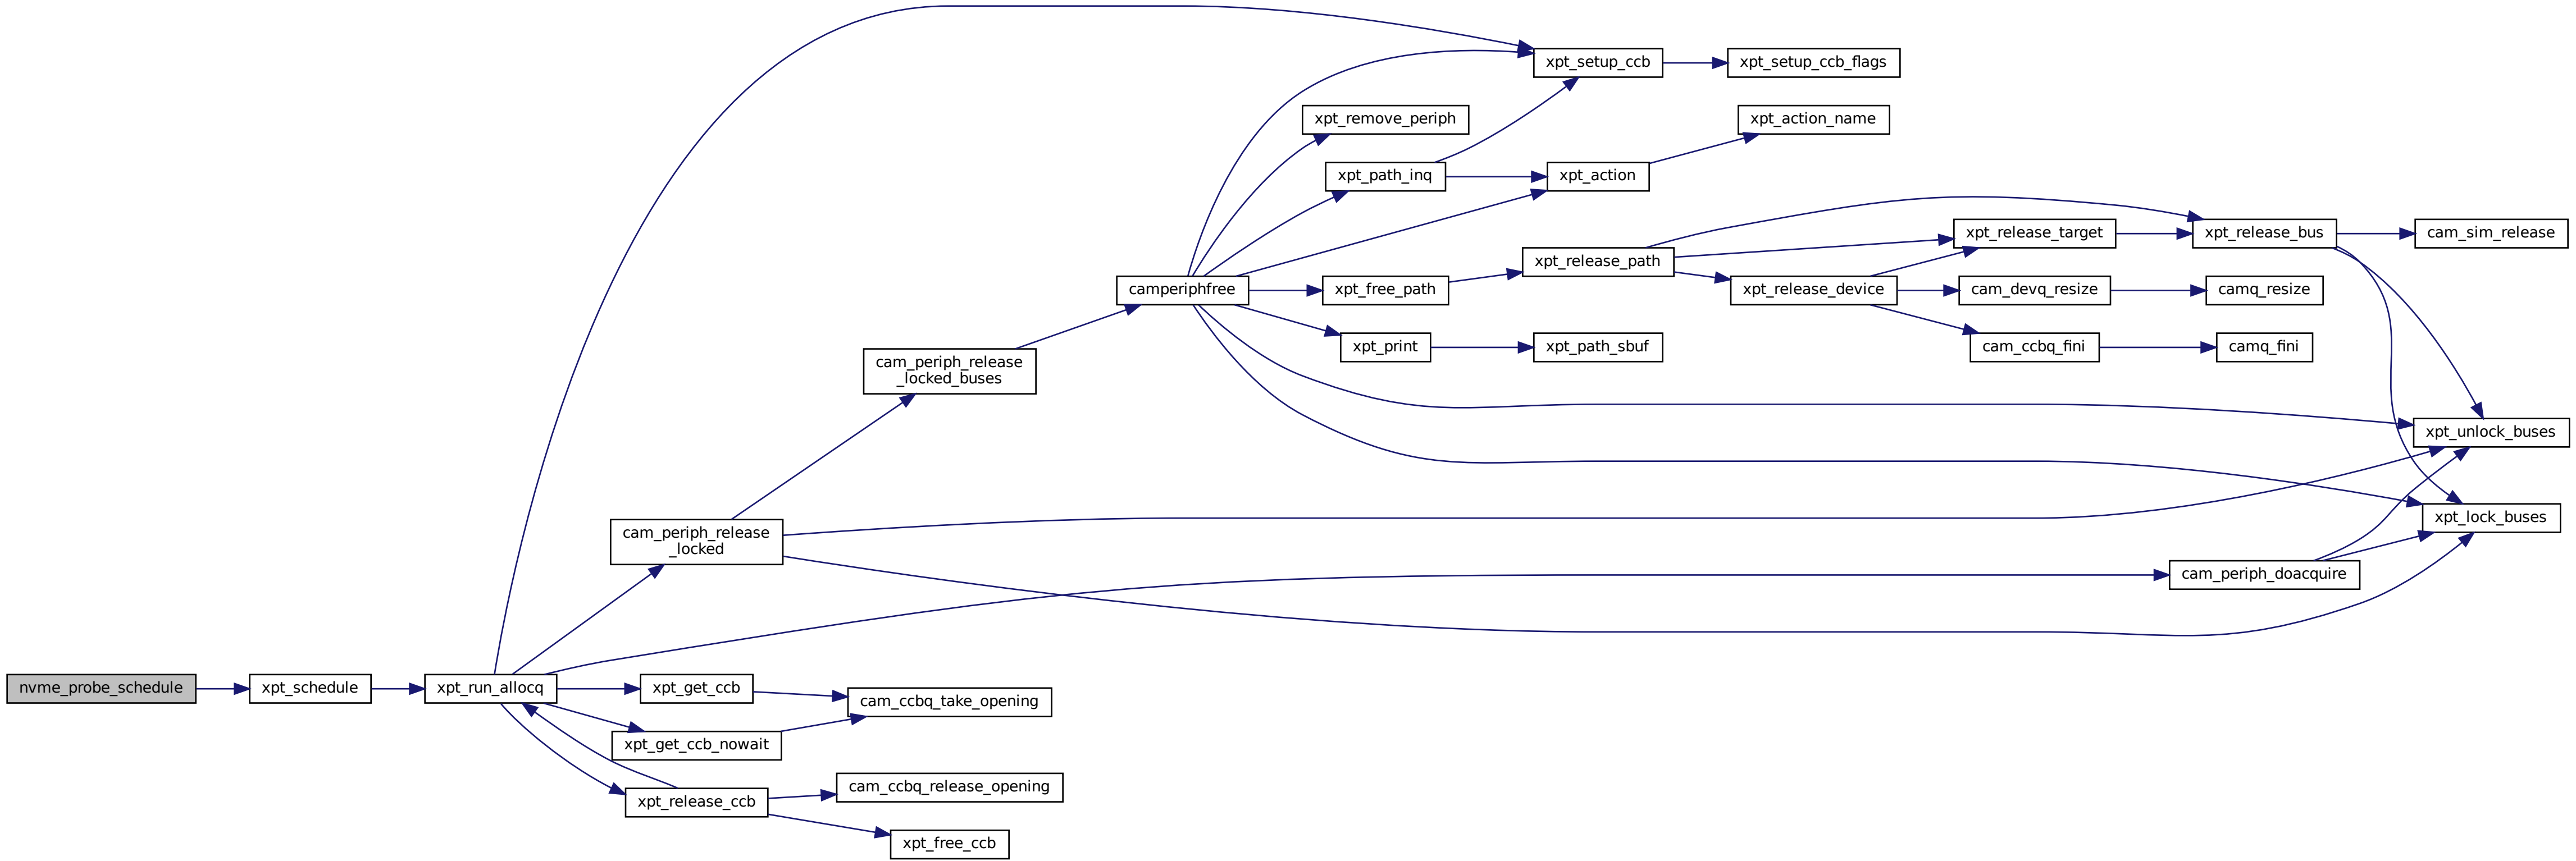 xpt_setup_ccb
xpt_setup_ccb_flags
xpt_remove_periph
xpt_action_name
xpt_path_inq
xpt_action
xpt_release_target
xpt_release_bus
cam_sim_release
xpt_release_path
camperiphfree
xpt_free_path
xpt_release_device
cam_devq_resize
camq_resize
xpt_print
xpt_path_sbuf
cam_ccbq_fini
camq_fini
cam_periph_release
_locked_buses
xpt_unlock_buses
xpt_lock_buses
cam_periph_release
_locked
cam_periph_doacquire
nvme_probe_schedule
xpt_schedule
xpt_run_allocq
xpt_get_ccb
cam_ccbq_take_opening
xpt_get_ccb_nowait
cam_ccbq_release_opening
xpt_release_ccb
xpt_free_ccb